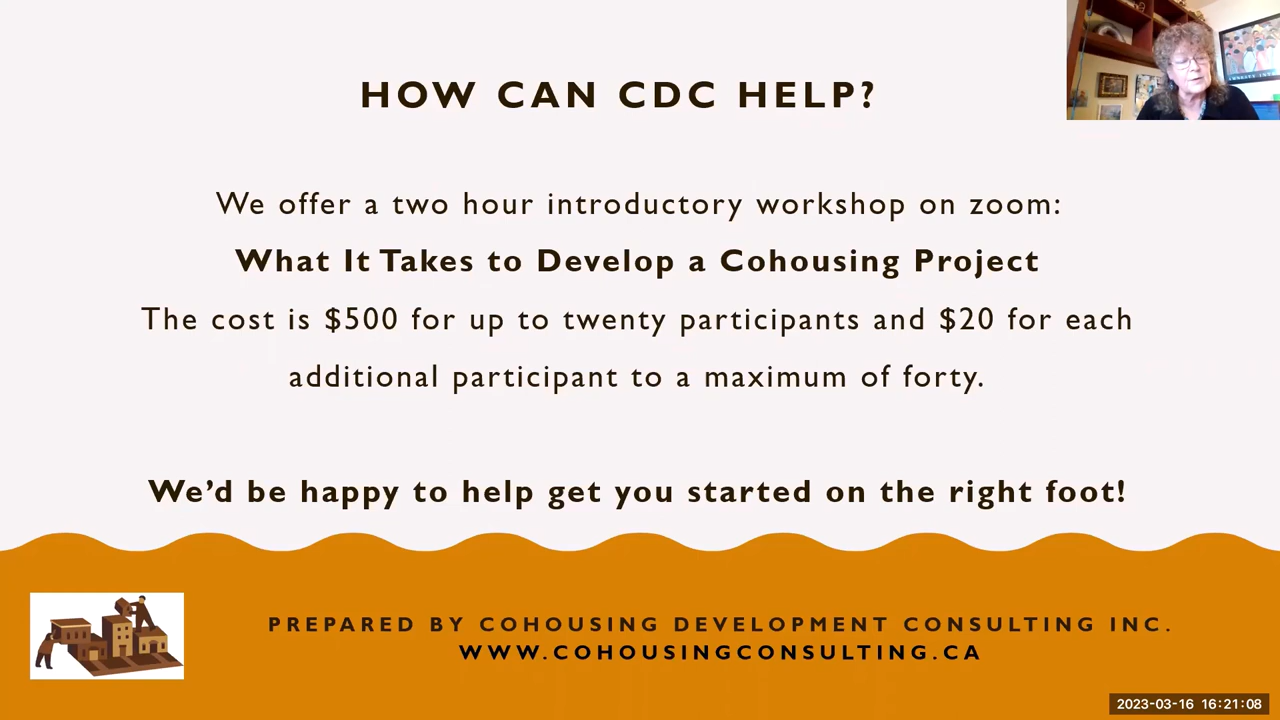 HOW CAN CDC HELP?
We offer a two hour introductory workshop on zoom:
What It Takes to Develop a Cohousing Project
The cost is $500 for up to twenty participants and $20 for each
additional participant to a maximum of forty.
We’d be happy to help get you started on the right foot!
PREPARED BY COHOUSING DEVELOPMENT CONSULTING INC.
WWW.COHOUSINGCONSULTING.CA
2023-03-16 16:21:08